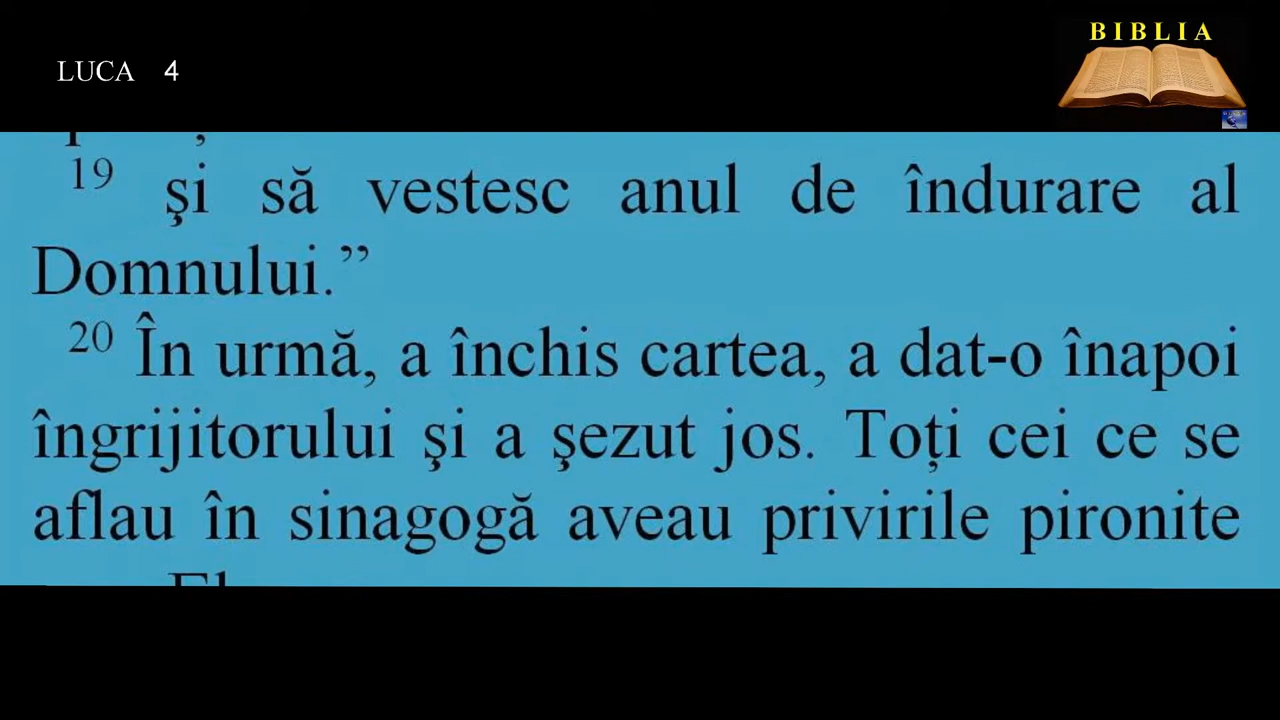 BIBLIA
LUCA 4
19 şi să vestesc anul de îndurare al
Domnului.”
20 În urmă, a închis cartea, a dat-o înapoi
îngrijitorului şi a şezut jos. Toți cei ce se
aflau în sinagogă aveau privirile pironite